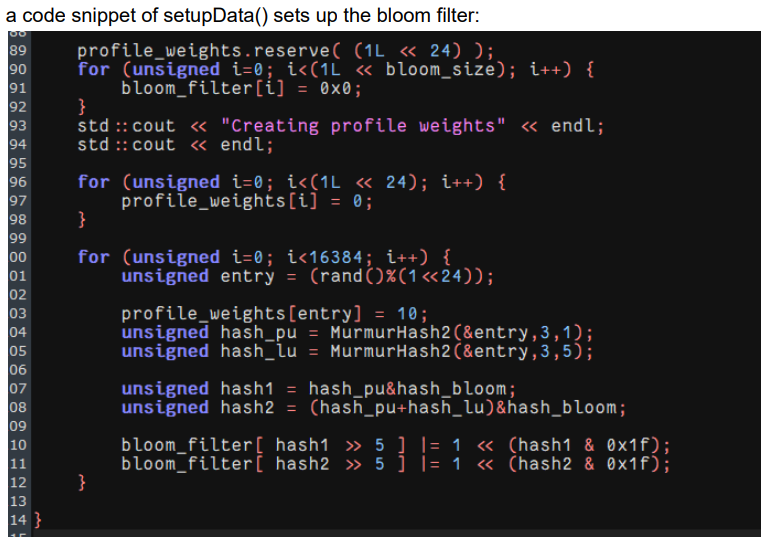 a code snippet of setupData() sets up the bloom filter:
89 profile_weights.reserve( (1L << 24) );
90 for (unsigned i=0; i<(1L << bloom_size); i++) {
91 bloom_filter[i] = 0x0;
92 }
93 std::cout << "Creating profile weights" << endl;
94 std::cout << endl;
95
96 for (unsigned i=0; i<(1L << 24); i++) {
97 profile_weights[i] = 0;
98 }
99
00 for (unsigned i=0; i<16384; i++) {
01 unsigned entry = (rand()%(1<<24));
02
03 profile_weights[entry] = 10;
04 unsigned hash_pu = MurmurHash2(&entry,3,1);
05 unsigned hash_lu = MurmurHash2(&entry,3,5);
06
07 unsigned hash1 = hash_pu&hash_bloom;
08 unsigned hash2 = (hash_pu+hash_lu)&hash_bloom;
09
10 bloom_filter[ hash1 >> 5 ] |= 1 << (hash1 & 0x1f);
11 bloom_filter[ hash2 >> 5 ] |= 1 << (hash2 & 0x1f);
12 }
13
14 }